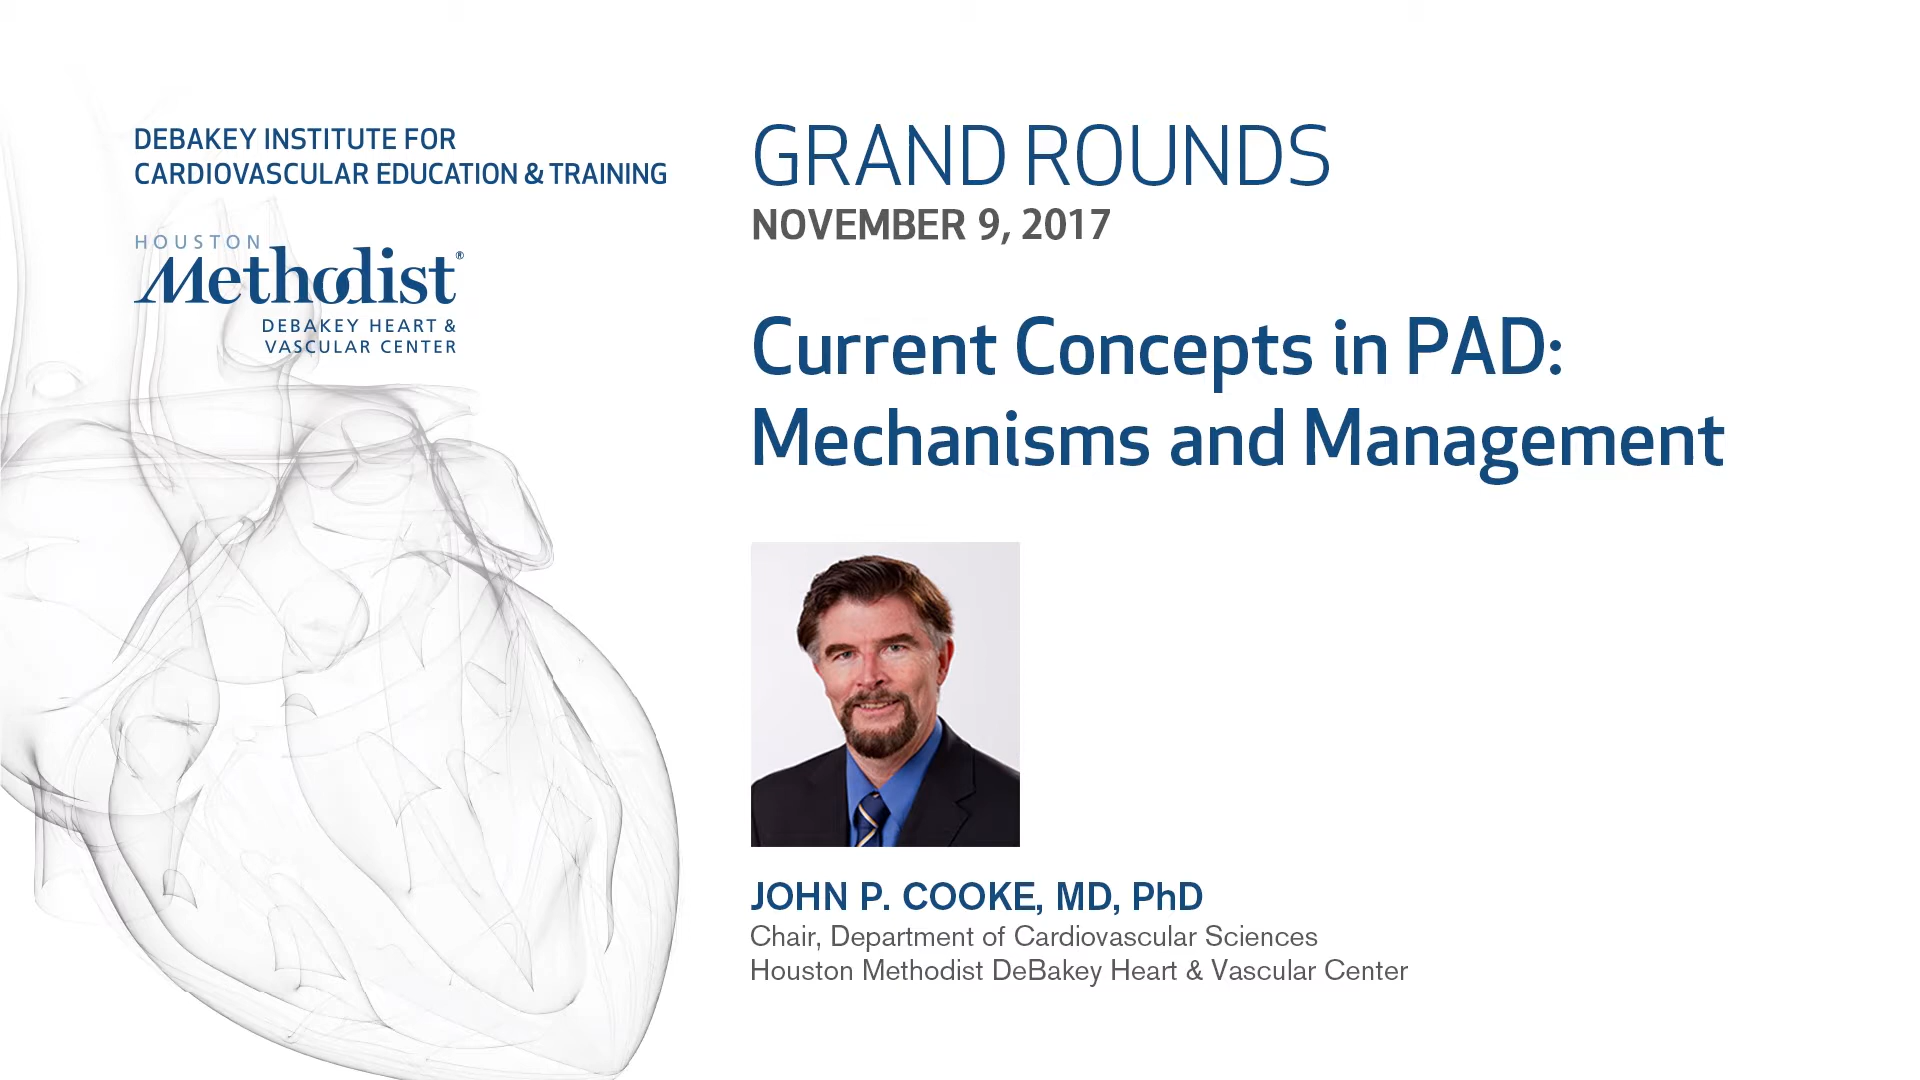 DEBAKEY INSTITUTE FOR
CARDIOVASCULAR EDUCATION & TRAINING
HOUSTON
Methodist®
DEBAKEY HEART &
VASCULAR CENTER
GRAND ROUNDS
NOVEMBER 9, 2017
Current Concepts in PAD:
Mechanisms and Management
JOHN P. COOKE, MD, PhD
Chair, Department of Cardiovascular Sciences
Houston Methodist DeBakey Heart & Vascular Center